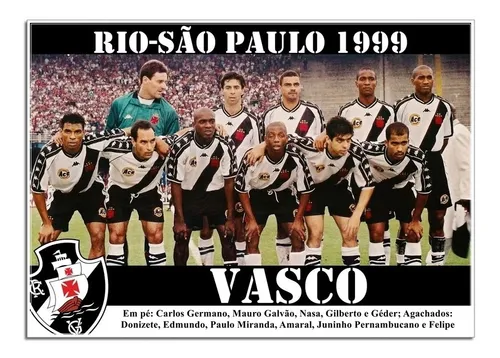 RIO-SÃO PAULO 1999
VASCO
Em pé: Carlos Germano, Mauro Galvão, Nasa, Gilberto e Géder; Agachados:
Donizete, Edmundo, Paulo Miranda, Amaral, Juninho Pernambucano e Felipe